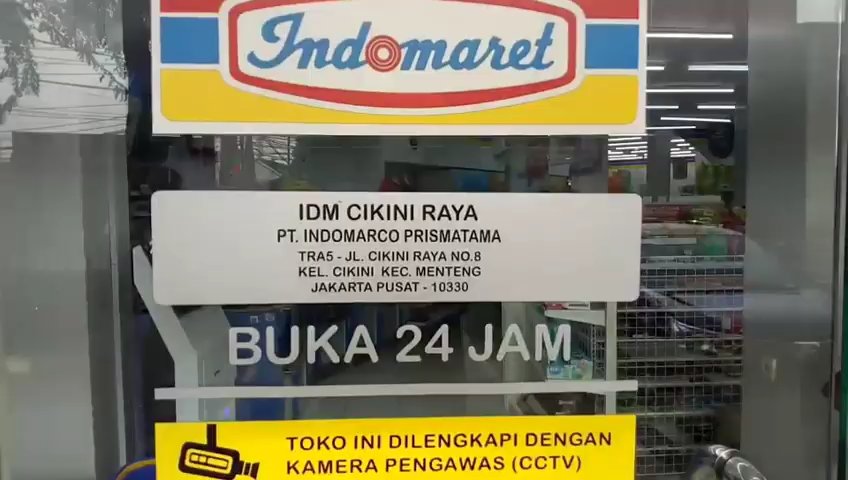 Indomaret
IDM CIKINI RAYA
PT. INDOMARCO PRISMATAMA
TRA5 - JL. CIKINI RAYA NO.8
KEL. CIKINI KEC. MENTENG
JAKARTA PUSAT - 10330
BUKA 24 JAM
TOKO INI DILENGKAPI DENGAN
KAMERA PENGAWAS (CCTV)